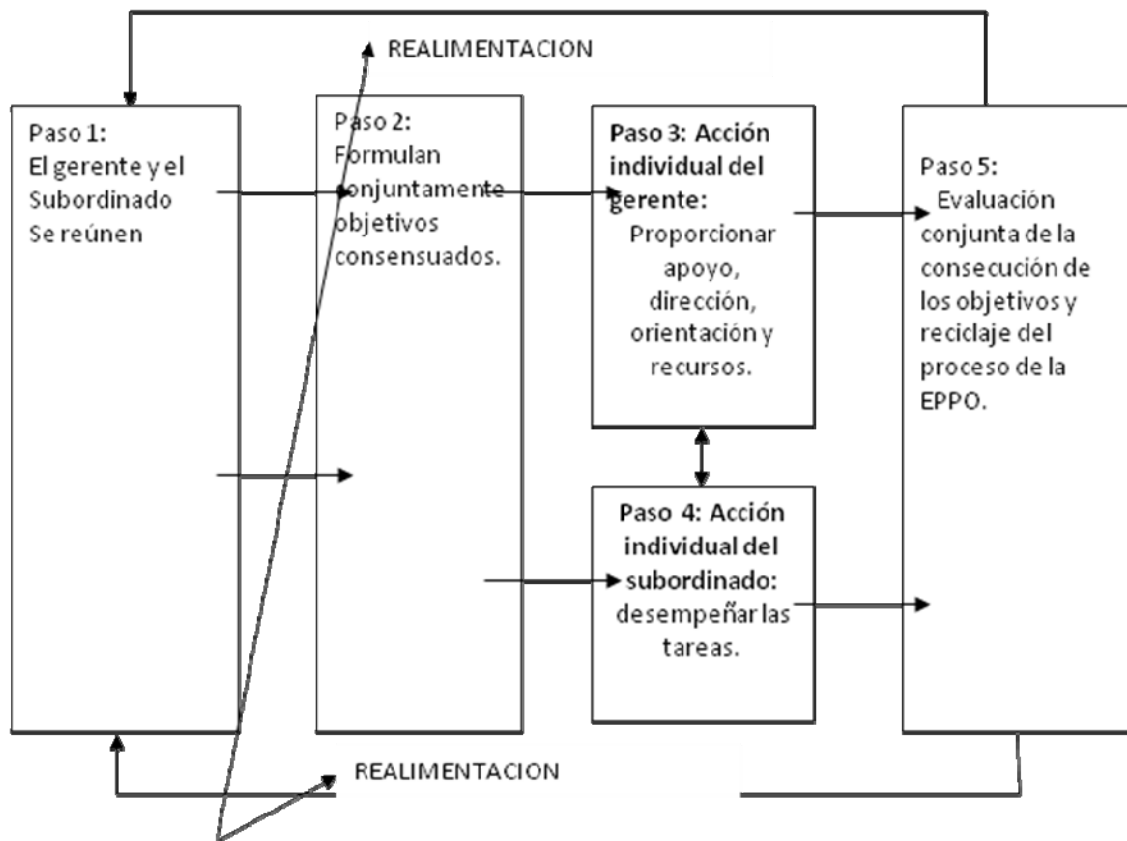 REALIMENTACION
Paso 1:
El gerente y el
Subordinado
Se reúnen
Paso 2:
Formulan
conjuntamente
objetivos
consensuados.
Paso 3: Acción
individual del
gerente:
Proporcionar
apoyo,
dirección,
orientación y
recursos.
Paso 4: Acción
individual del
subordinado:
desempeñar las
tareas.
Paso 5:
Evaluación
conjunta de la
consecución de
los objetivos y
reciclaje del
proceso de la
EPPO.
REALIMENTACION